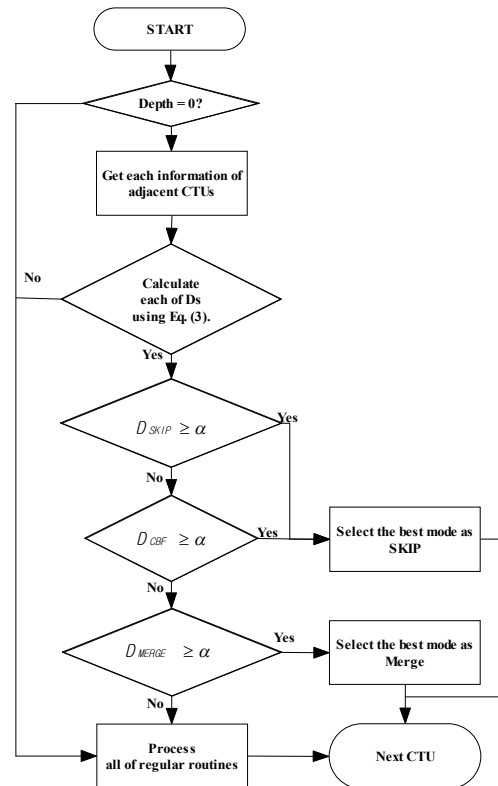 START
Depth = 0?
Get each information of
adjacent CTUs
No
Calculate
each of Ds
using Eq. (3).
Yes
D SKIP ≥ α
Yes
No
D CBF ≥ α
Yes
Select the best mode as
SKIP
No
D MERGE ≥ α
Yes
Select the best mode as
Merge
No
Process
all of regular routines
Next CTU